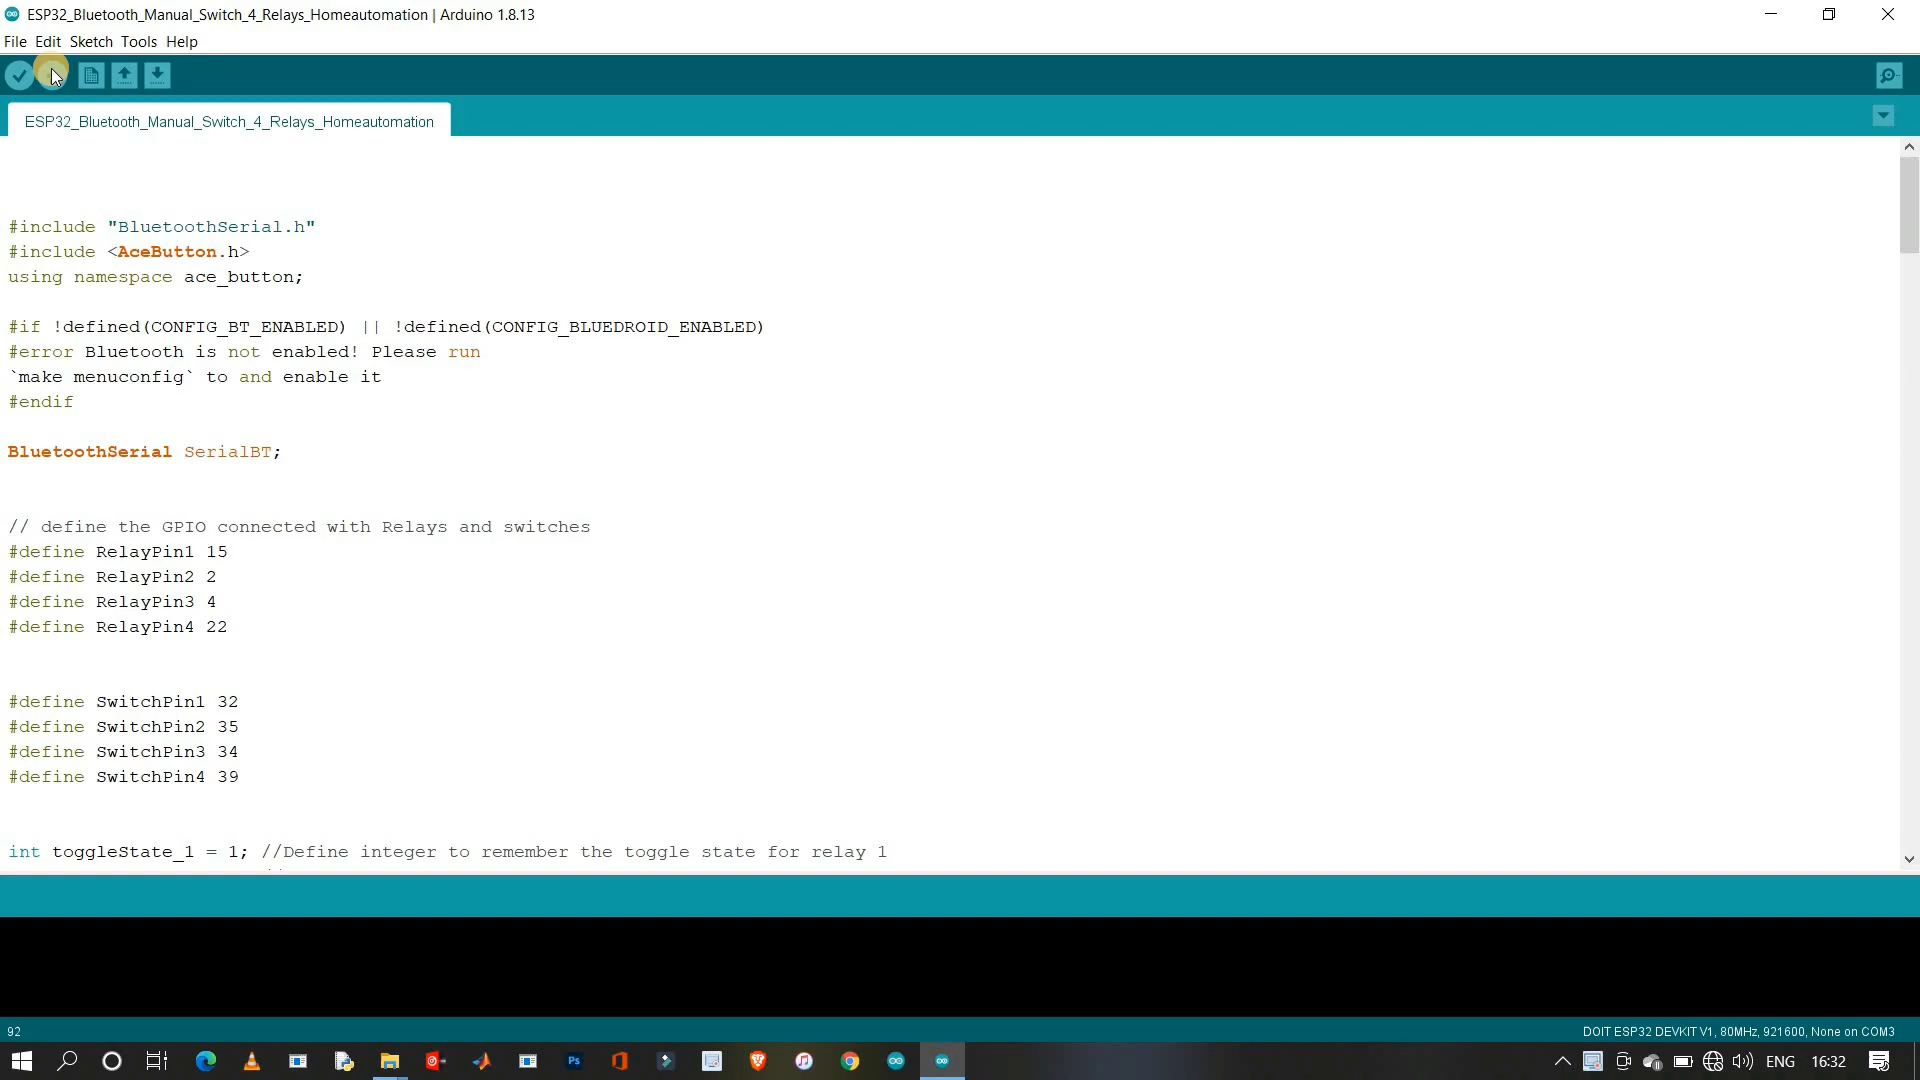 ESP32_Bluetooth_Manual_Switch_4_Relays_Homeautomation | Arduino 1.8.13
File Edit Sketch Tools Help
ESP32_Bluetooth_Manual_Switch_4_Relays_Homeautomation
#include "BluetoothSerial.h"
#include <AceButton.h>
using namespace ace_button;
#if !defined(CONFIG_BT_ENABLED) || !defined(CONFIG_BLUEDROID_ENABLED)
#error Bluetooth is not enabled! Please run
`make menuconfig` to and enable it
#endif
BluetoothSerial SerialBT;
// define the GPIO connected with Relays and switches
#define RelayPin1 15
#define RelayPin2 2
#define RelayPin3 4
#define RelayPin4 22
#define SwitchPin1 32
#define SwitchPin2 35
#define SwitchPin3 34
#define SwitchPin4 39
int toggleState_1 = 1; //Define integer to remember the toggle state for relay 1
92
DOIT ESP32 DEVKIT V1, 80MHz, 921600, None on COM3
Ps
ENG 16:32